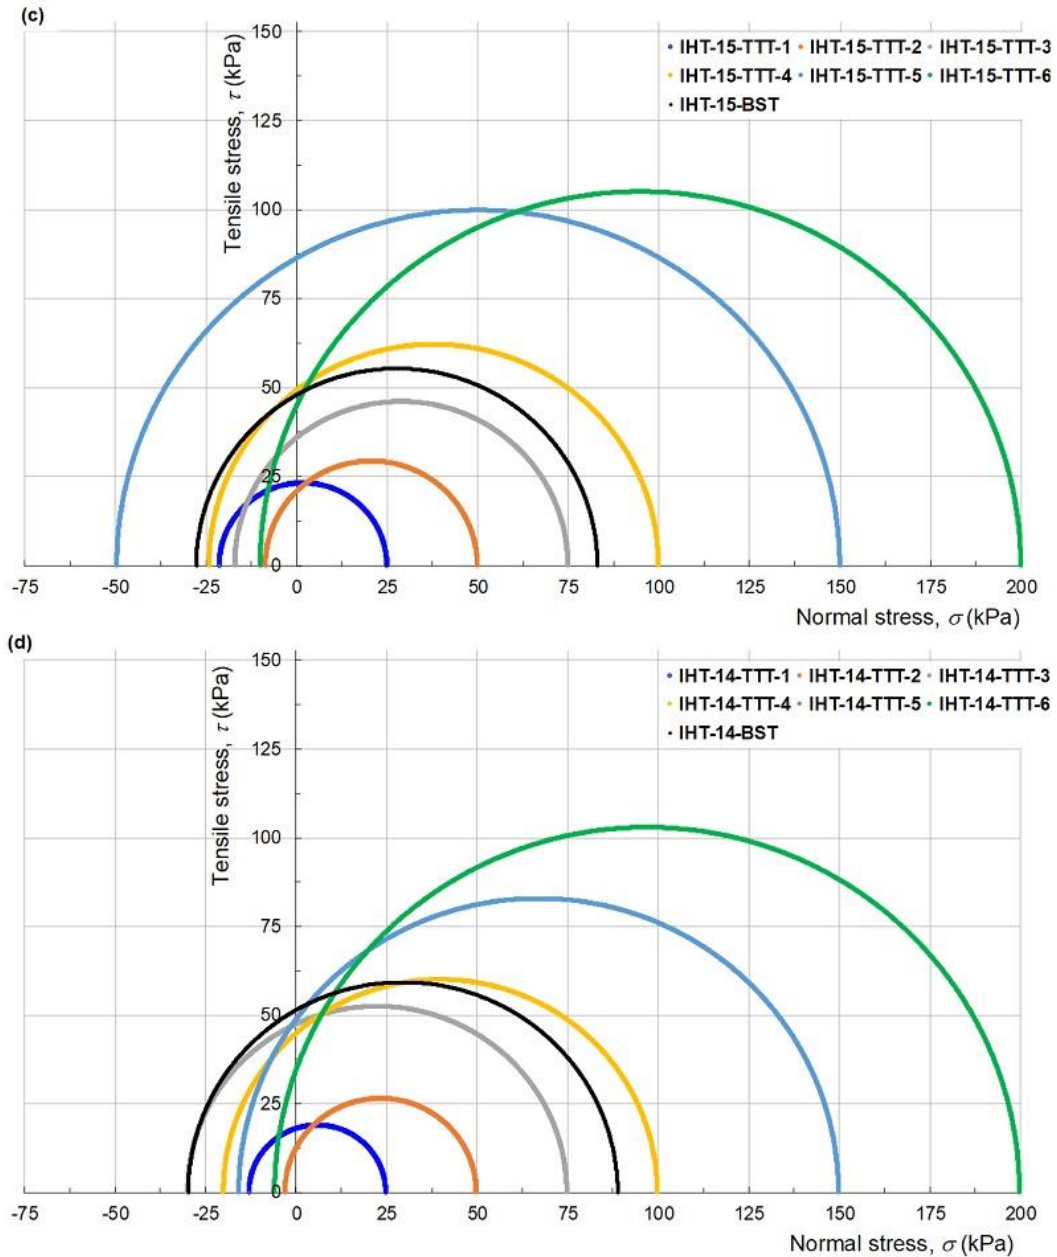 (c)
150
• IHT-15-TTT-1 • IHT-15-TTT-2 • IHT-15-TTT-3
• IHT-15-TTT-4 • IHT-15-TTT-5 • IHT-15-TTT-6
• IHT-15-BST
Tensile stress, τ (kPa)
125
100
75
50
25
0
-75 -50 -25 0 25 50 75 100 125 150 175 200
Normal stress, σ (kPa)
(d)
150
• IHT-14-TTT-1 • IHT-14-TTT-2 • IHT-14-TTT-3
• IHT-14-TTT-4 • IHT-14-TTT-5 • IHT-14-TTT-6
• IHT-14-BST
Tensile stress, τ (kPa)
125
100
75
50
25
0
-75 -50 -25 0 25 50 75 100 125 150 175 200
Normal stress, σ (kPa)